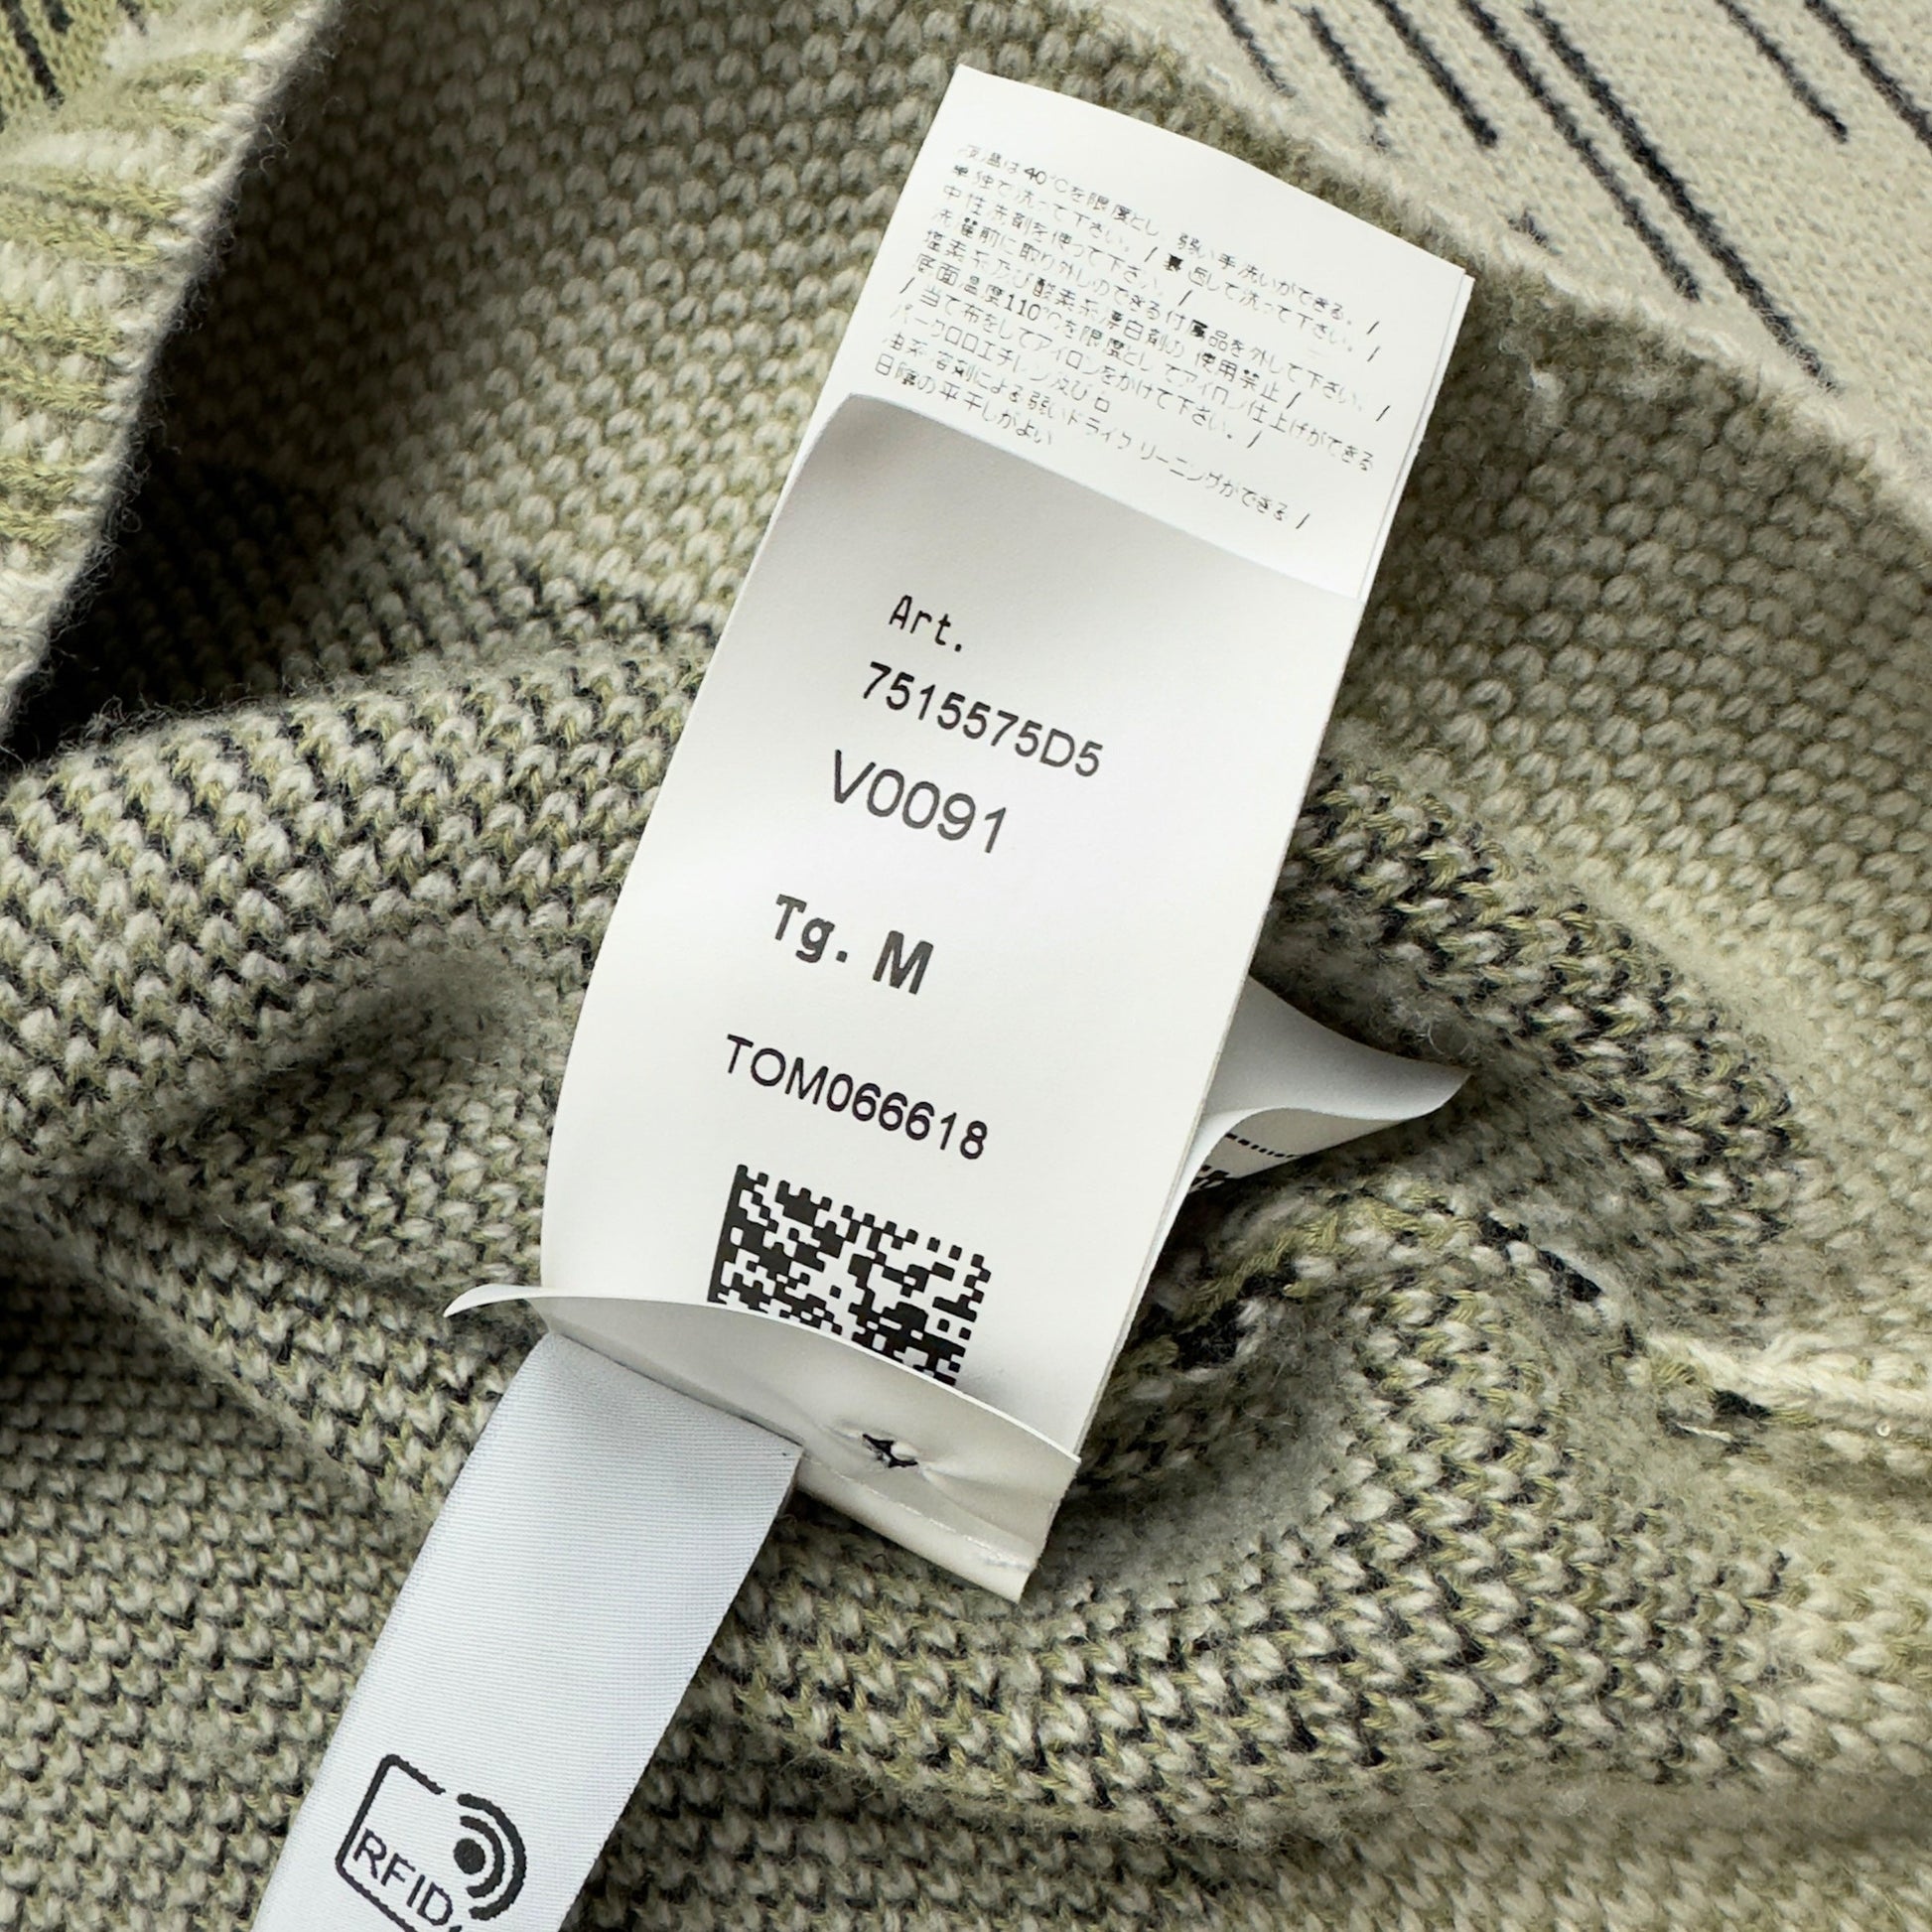 液温は40℃を限度とし 弱い手洗いができる。/
単独で洗って下さい。/ 裏返して洗って下さい。/
中性洗剤を使って下さい。/
洗濯前に取り外しのできる付属品を外して下さい。/
塩素系及び酸素系漂白剤の使用禁止/
底面温度110℃を限度としてアイロン仕上げができる
/ 当て布をしてアイロンをかけて下さい。/
パークロロエチレン及び
油系溶剤による弱いドライクリーニングができる/
日陰の平干しがよい
Art.
7515575D5
V0091
Tg. M
TOM066618
RFID